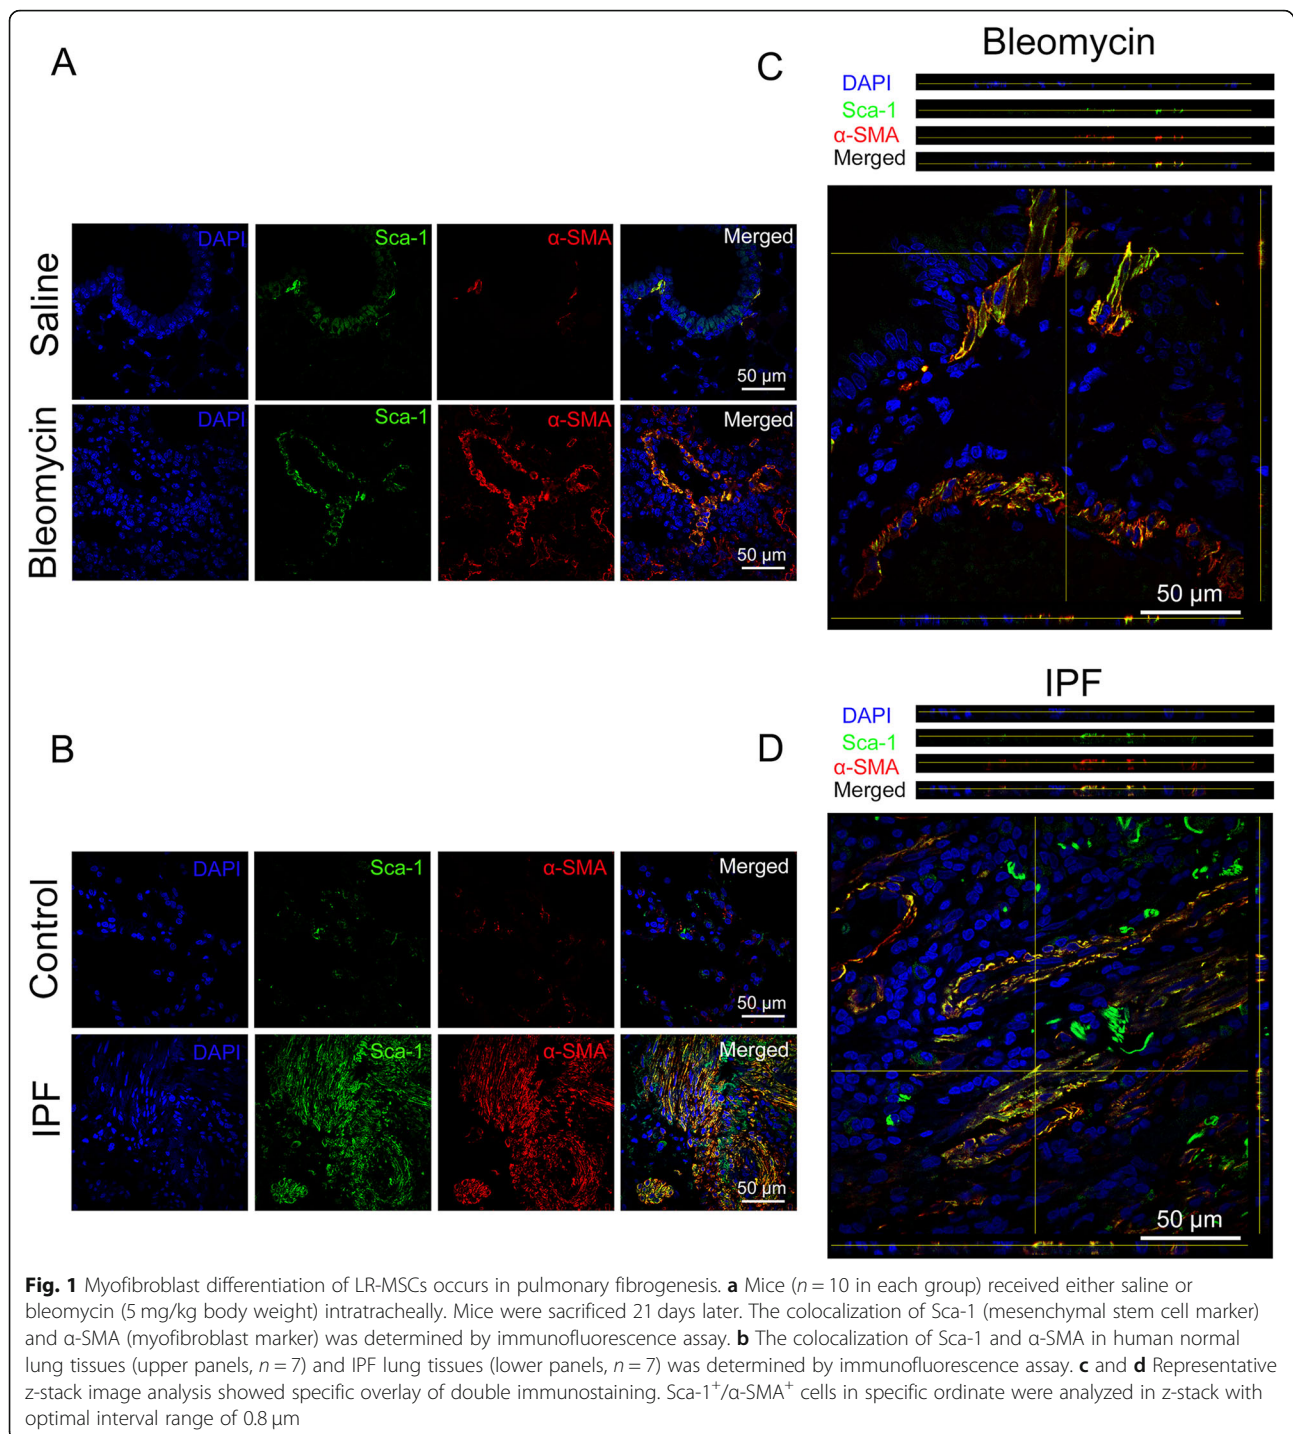 A
Saline
DAPI
Sca-1
α-SMA
Merged
50 µm
Bleomycin
DAPI
Sca-1
α-SMA
Merged
50 µm
C
Bleomycin
DAPI
Sca-1
α-SMA
Merged
50 µm
B
Control
DAPI
Sca-1
α-SMA
Merged
50 µm
IPF
DAPI
Sca-1
α-SMA
Merged
50 µm
D
IPF
DAPI
Sca-1
α-SMA
Merged
50 µm
Fig. 1 Myofibroblast differentiation of LR-MSCs occurs in pulmonary fibrogenesis. a Mice (n = 10 in each group) received either saline or
bleomycin (5 mg/kg body weight) intratracheally. Mice were sacrificed 21 days later. The colocalization of Sca-1 (mesenchymal stem cell marker)
and α-SMA (myofibroblast marker) was determined by immunofluorescence assay. b The colocalization of Sca-1 and α-SMA in human normal
lung tissues (upper panels, n = 7) and IPF lung tissues (lower panels, n = 7) was determined by immunofluorescence assay. c and d Representative
z-stack image analysis showed specific overlay of double immunostaining. Sca-1⁺/α-SMA⁺ cells in specific ordinate were analyzed in z-stack with
optimal interval range of 0.8 µm